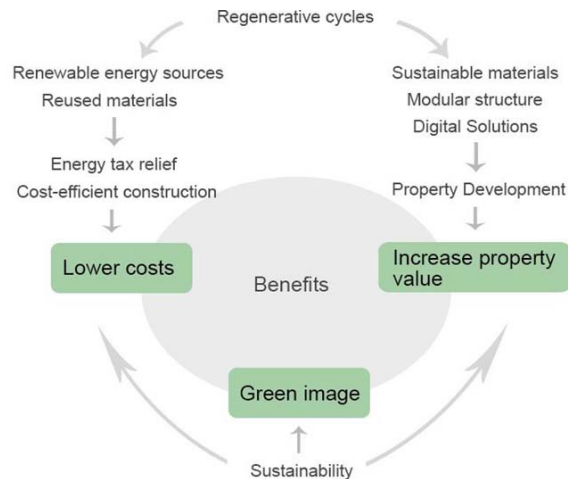 Regenerative cycles
Renewable energy sources
Reused materials
Energy tax relief
Cost-efficient construction
Lower costs
Sustainable materials
Modular structure
Digital Solutions
Property Development
Increase property
value
Benefits
Green image
Sustainability